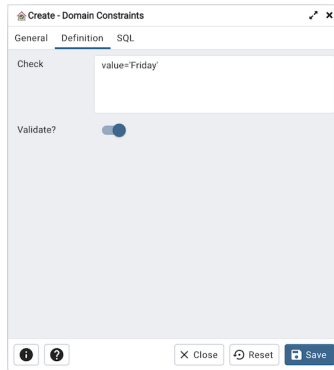 Create - Domain Constraints
General Definition SQL
Check
value='Friday'
Validate?
Close Reset Save